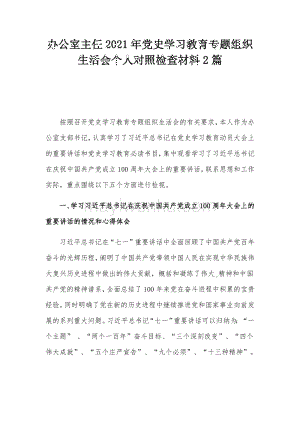 办公室主任 2021 年党史学习教育专题组织
生活会个人对照检查材料 2 篇
按照召开党史学习教育专题组织生活会的有关要求，本人作为办
公室支部书记，认真学习了习近平总书记在党史学习教育动员大会上
的重要讲话和党史学习教育必读书目，集中观看学习了习近平总书记
在庆祝中国共产党成立 100 周年大会上的重要讲话。联系思想和工作
实际，重点围绕以下五个方面进行检视。
一、学习习近平总书记在庆祝中国共产党成立 100 周年大会上的
重要讲话的情况和心得体会
习近平总书记在“七一”重要讲话中全面回顾了中国共产党百年
奋斗的光辉历程，阐明了中国共产党带领中国人民在实现中华民族伟
大复兴历史进程中做出的伟大贡献，概括和凝练了伟大精神和中
国共产党的精神谱系，全面总结了 100 年来党在奋斗进程中积累的宝贵
经验，同时明确了党在新的历史进程中继续推进党和国家事业向前发
展的系列重大问题。习近平总书记“七一”重要讲话可以归纳为，“一
个主题”、“两个一百年”奋斗目标、“三个深刻改变”、“四个
伟大成就”、“五个庄严宣告”、“九个必须”、“十三种精神”。